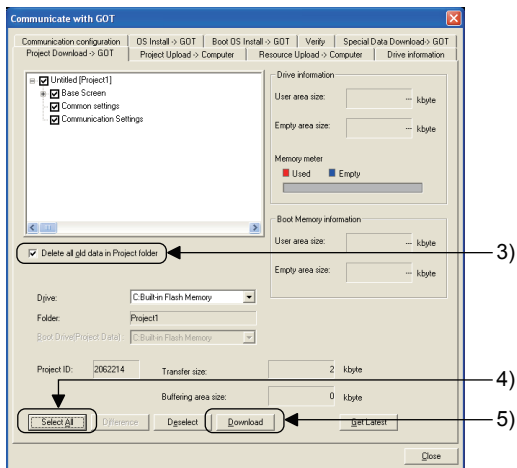 Communicate with GOT
Communication configuration OS Install -> GOT Boot OS Install -> GOT Verify Special Data Download-> GOT
Project Download -> GOT Project Upload -> Computer Resource Upload -> Computer Drive information
Untitled [Project1]
Base Screen
Common settings
Communication Settings
Drive information
User area size: --- kbyte
Empty area size: --- kbyte
Memory meter
Used Empty
Boot Memory information
User area size: --- kbyte
Empty area size: --- kbyte
Delete all old data in Project folder
3)
Drive: C:Built-in Flash Memory
Folder: Project1
Boot Drive(Project Data) : C:Built-in Flash Memory
Project ID: 2062214 Transfer size: 2 kbyte
4)
Buffering area size: 0 kbyte
Select All Difference Deselect Download Get Latest
5)
Close